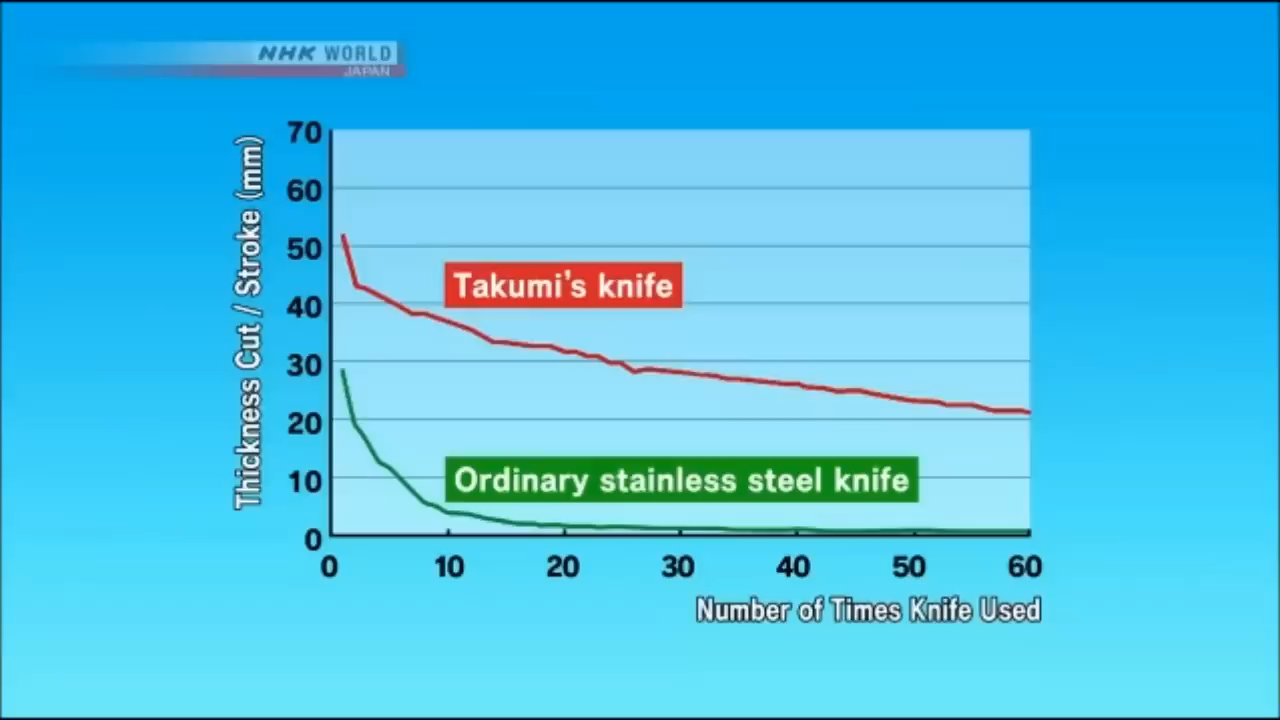 NHK WORLD
JAPAN
Thickness Cut / Stroke (mm)
70
60
50
40
30
20
10
0
Takumi's knife
Ordinary stainless steel knife
0 10 20 30 40 50 60
Number of Times Knife Used